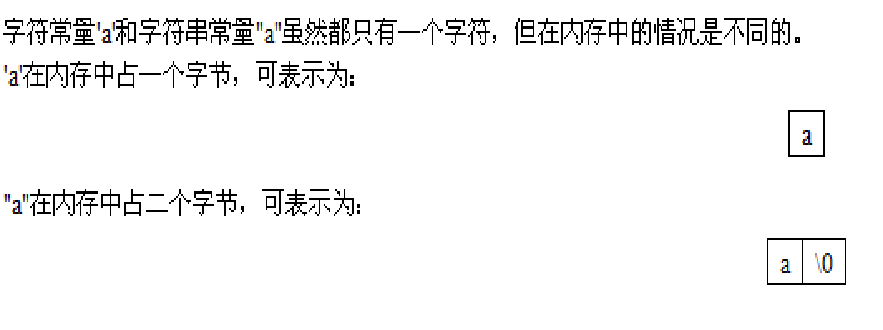 字符常量'a'和字符串常量"a"虽然都只有一个字符，但在内存中的情况是不同的。
'a'在内存中占一个字节，可表示为：
a
"a"在内存中占二个字节，可表示为：
a \0